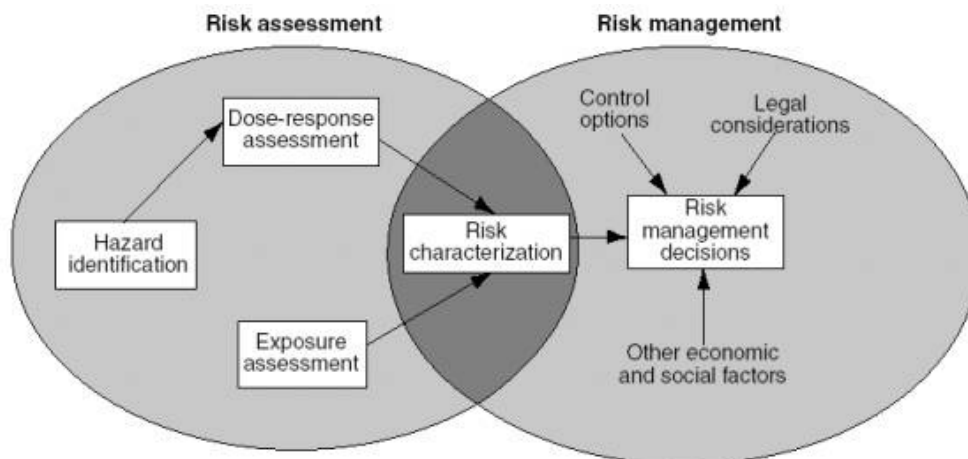 Risk assessment
Risk management
Dose-response
assessment
Hazard
identification
Exposure
assessment
Risk
characterization
Control
options
Legal
considerations
Risk
management
decisions
Other economic
and social factors